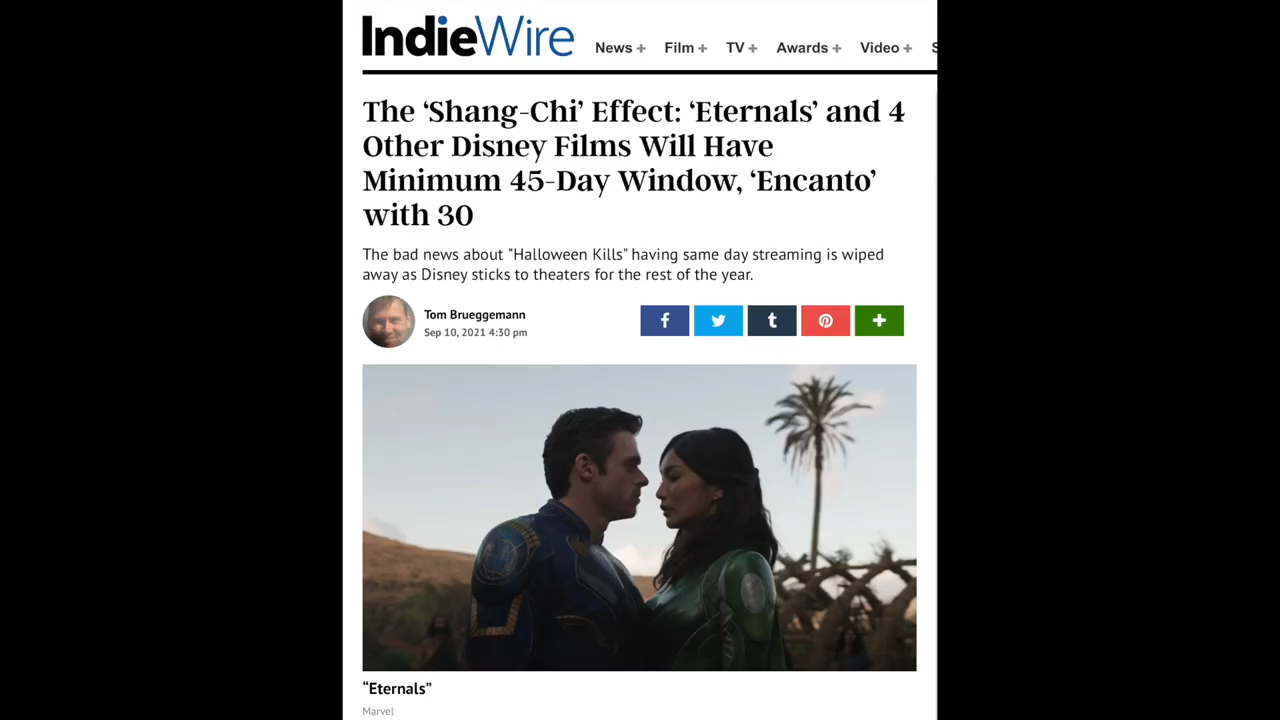 IndieWire
News + Film + TV + Awards + Video + S
The ‘Shang-Chi’ Effect: ‘Eternals’ and 4
Other Disney Films Will Have
Minimum 45-Day Window, ‘Encanto’
with 30
The bad news about "Halloween Kills" having same day streaming is wiped
away as Disney sticks to theaters for the rest of the year.
Tom Brueggemann
Sep 10, 2021 4:30 pm
“Eternals”
Marvel